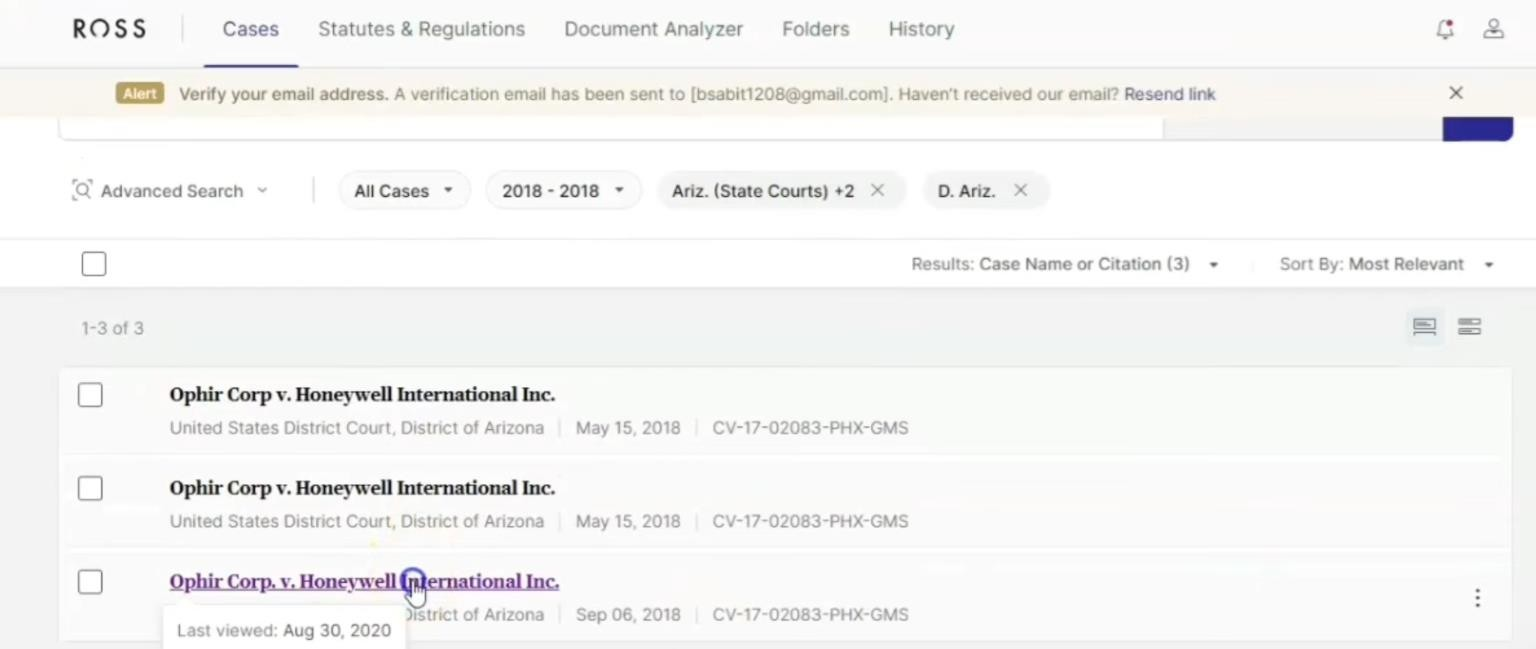 ROSS Cases Statutes & Regulations Document Analyzer Folders History
Alert Verify your email address. A verification email has been sent to [bsabit1208@gmail.com]. Haven't received our email? Resend link
Advanced Search All Cases 2018 - 2018 Ariz. (State Courts) +2 D. Ariz.
Results: Case Name or Citation (3) Sort By: Most Relevant
1-3 of 3
Ophir Corp v. Honeywell International Inc.
United States District Court, District of Arizona May 15, 2018 CV-17-02083-PHX-GMS
Ophir Corp v. Honeywell International Inc.
United States District Court, District of Arizona May 15, 2018 CV-17-02083-PHX-GMS
Ophir Corp. v. Honeywell International Inc.
District of Arizona Sep 06, 2018 CV-17-02083-PHX-GMS
Last viewed: Aug 30, 2020